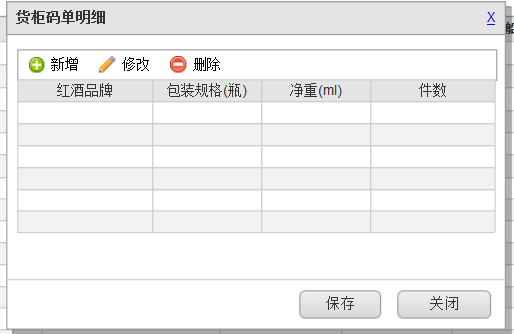 货柜码单明细 X
船
新增 修改 删除
红酒品牌 包装规格(瓶) 净重(ml) 件数
保存 关闭